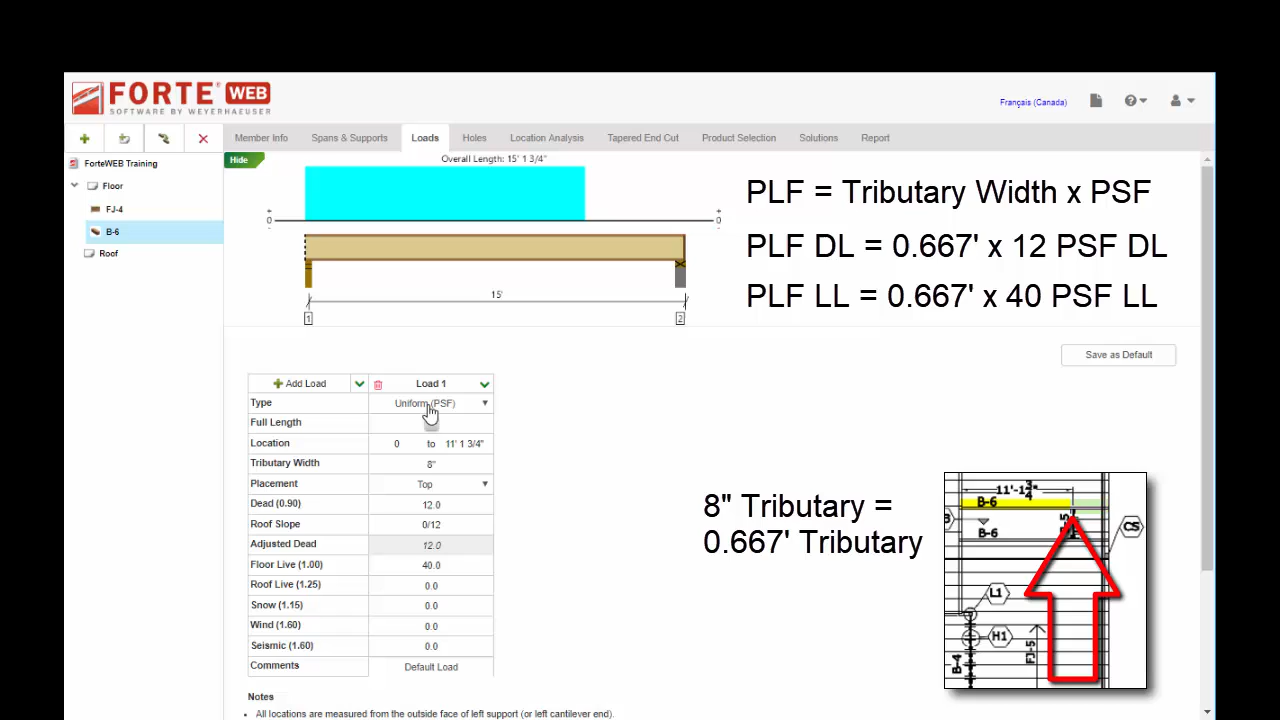 FORTE® WEB
SOFTWARE BY WEYERHAEUSER
Français (Canada)
Member Info
Spans & Supports
Loads
Holes
Location Analysis
Tapered End Cut
Product Selection
Solutions
Report
ForteWEB Training
Floor
FJ-4
B-6
Roof
Hide
Overall Length: 15' 1 3/4"
+
0
-
+
0
-
15'
1
2
PLF = Tributary Width x PSF
PLF DL = 0.667' x 12 PSF DL
PLF LL = 0.667' x 40 PSF LL
Save as Default
Add Load
Load 1
Type Uniform (PSF)
Full Length
Location 0 to 11' 1 3/4"
Tributary Width 8"
Placement Top
Dead (0.90) 12.0
Roof Slope 0/12
Adjusted Dead 12.0
Floor Live (1.00) 40.0
Roof Live (1.25) 0.0
Snow (1.15) 0.0
Wind (1.60) 0.0
Seismic (1.60) 0.0
Comments Default Load
8" Tributary =
0.667' Tributary
11'-1 3/4"
B-6
B-6
CS
L1
H1
FJ-5
B-4
Notes
• All locations are measured from the outside face of left support (or left cantilever end).